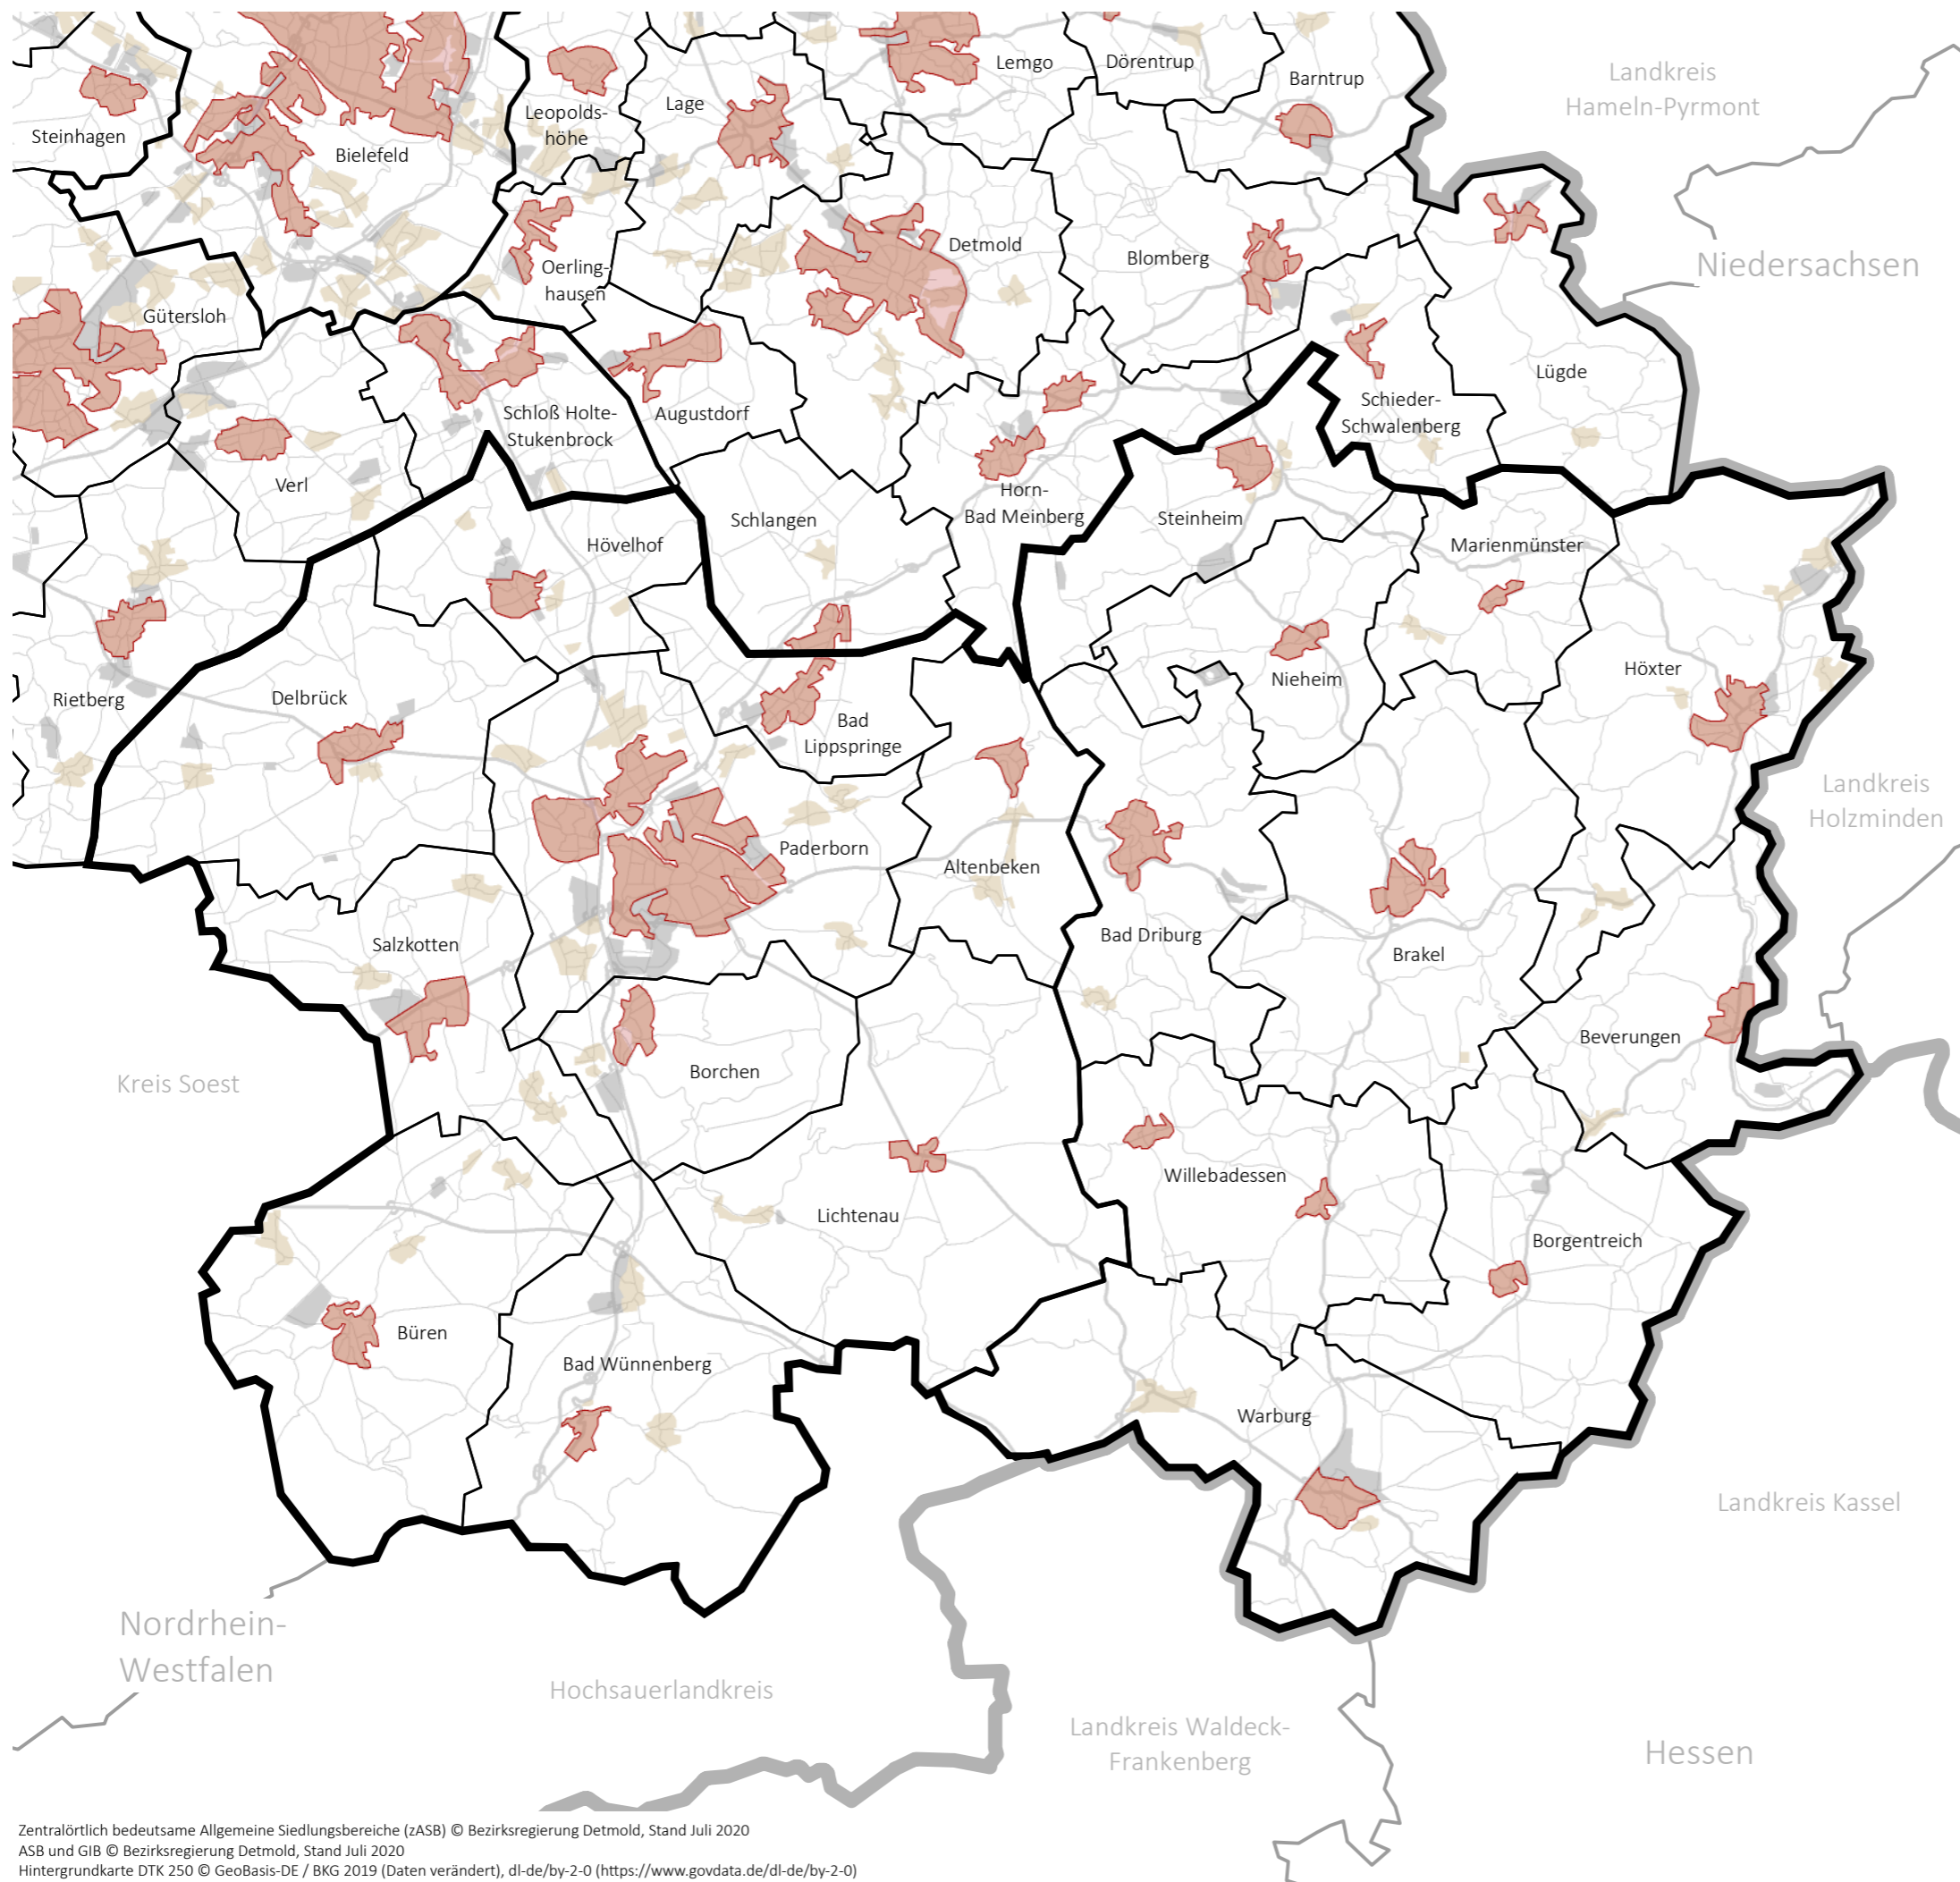 Lemgo
Dörentrup
Barntrup
Landkreis
Hameln-Pyrmont
Steinhagen
Bielefeld
Leopolds-
höhe
Lage
Detmold
Blomberg
Niedersachsen
Oerling-
hausen
Gütersloh
Lügde
Schloß Holte-
Stukenbrock
Augustdorf
Schieder-
Schwalenberg
Verl
Horn-
Bad Meinberg
Schlangen
Steinheim
Hövelhof
Marienmünster
Rietberg
Delbrück
Nieheim
Höxter
Bad
Lippspringe
Landkreis
Holzminden
Paderborn
Altenbeken
Salzkotten
Bad Driburg
Brakel
Beverungen
Kreis Soest
Borchen
Willebadessen
Lichtenau
Borgentreich
Büren
Bad Wünnenberg
Warburg
Landkreis Kassel
Nordrhein-
Westfalen
Hochsauerlandkreis
Landkreis Waldeck-
Frankenberg
Hessen
Zentralörtlich bedeutsame Allgemeine Siedlungsbereiche (zASB) © Bezirksregierung Detmold, Stand Juli 2020
ASB und GIB © Bezirksregierung Detmold, Stand Juli 2020
Hintergrundkarte DTK 250 © GeoBasis-DE / BKG 2019 (Daten verändert), dl-de/by-2-0 (https://www.govdata.de/dl-de/by-2-0)